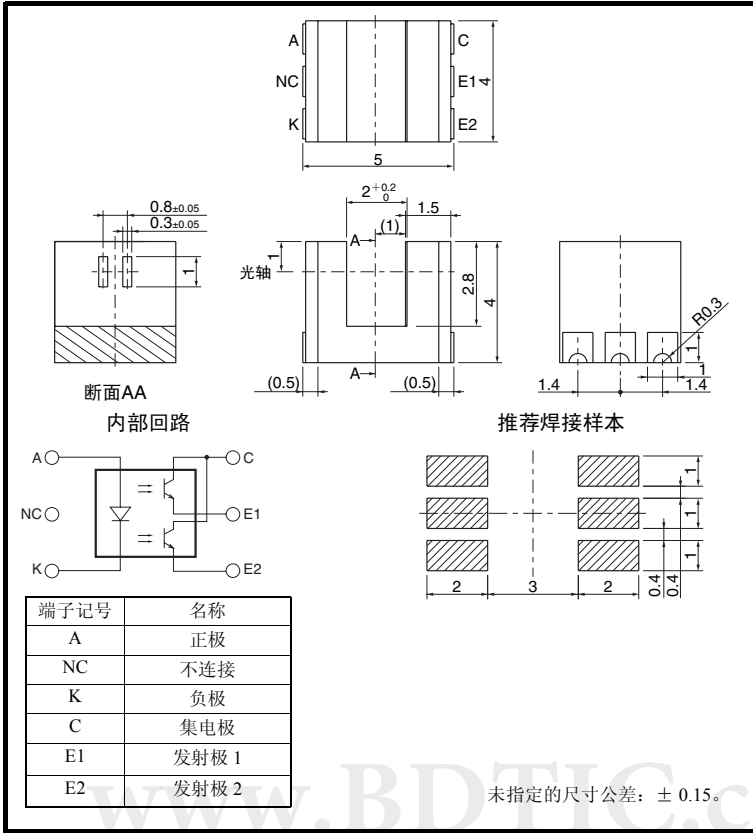 A
C
NC
E1
4
K
E2
5
2 +0.2 0
0.8±0.05
0.3±0.05
1
A
(1)
1.5
1
光轴
2.8
4
R0.3
1
1
断面AA
(0.5)
A
(0.5)
1.4
1.4
内部回路
推荐焊接样本
A
C
NC
E1
K
E2
1
1
1
2
3
2
0.4
0.4
端子记号 名称
A 正极
NC 不连接
K 负极
C 集电极
E1 发射极 1
E2 发射极 2
未指定的尺寸公差：± 0.15。
www.BDTIC.c